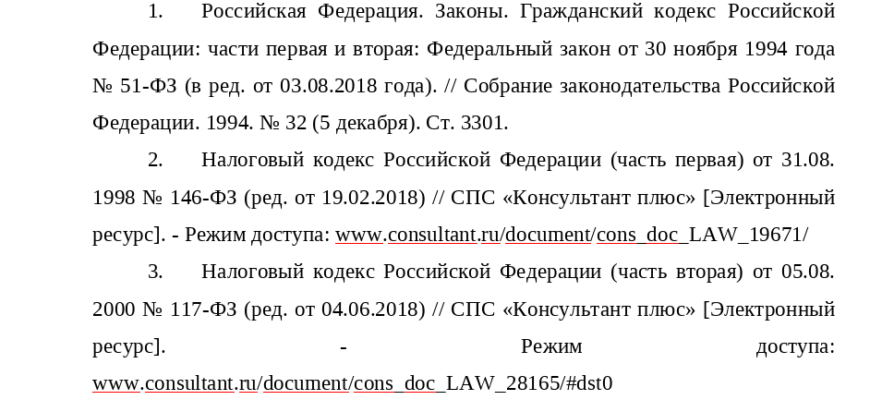 1. Российская Федерация. Законы. Гражданский кодекс Российской
Федерации: части первая и вторая: Федеральный закон от 30 ноября 1994 года
№ 51-ФЗ (в ред. от 03.08.2018 года). // Собрание законодательства Российской
Федерации. 1994. № 32 (5 декабря). Ст. 3301.
2. Налоговый кодекс Российской Федерации (часть первая) от 31.08.
1998 № 146-ФЗ (ред. от 19.02.2018) // СПС «Консультант плюс» [Электронный
ресурс]. - Режим доступа: www.consultant.ru/document/cons_doc_LAW_19671/
3. Налоговый кодекс Российской Федерации (часть вторая) от 05.08.
2000 № 117-ФЗ (ред. от 04.06.2018) // СПС «Консультант плюс» [Электронный
ресурс]. - Режим доступа:
www.consultant.ru/document/cons_doc_LAW_28165/#dst0